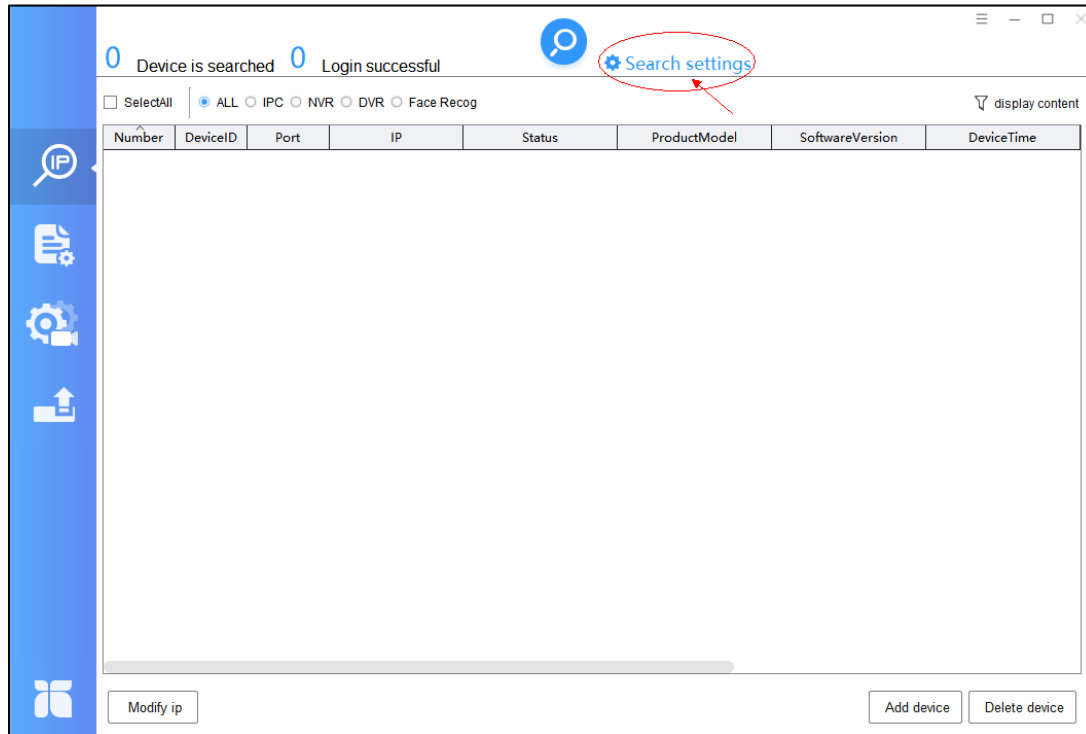 0 Device is searched 0 Login successful Search settings
SelectAll ALL IPC NVR DVR Face Recog display content
Number DeviceID Port IP Status ProductModel SoftwareVersion DeviceTime
IP
Modify ip Add device Delete device